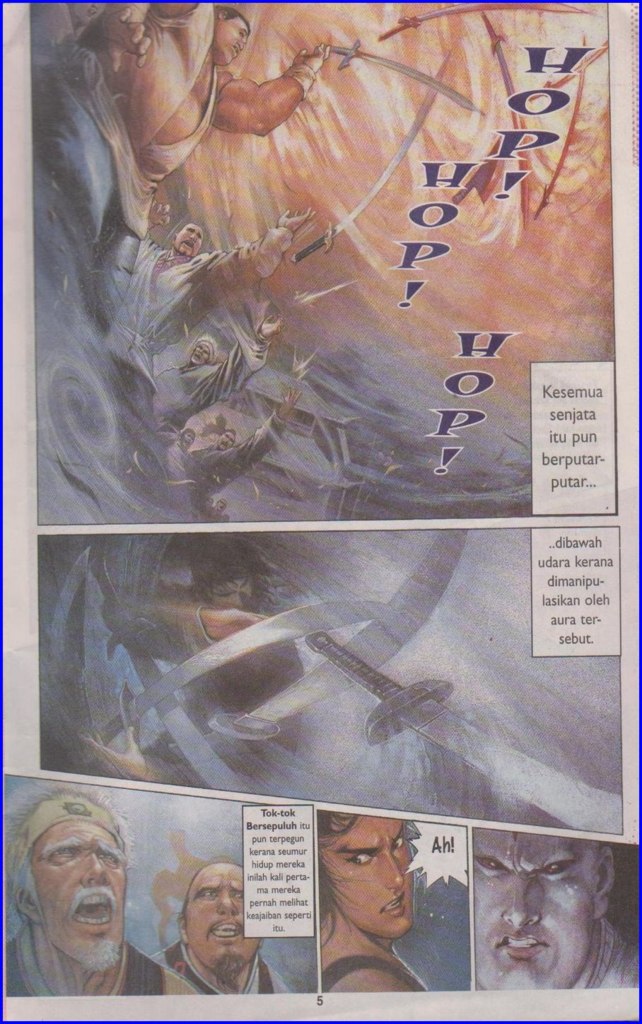 HOP!
HOP!
HOP!
Kesemua
senjata
itu pun
berputar-
putar...
..dibawah
udara kerana
dimanipu-
lasikan oleh
aura ter-
sebut.
Tok-tok
Bersepuluh itu
pun terpegun
kerana seumur
hidup mereka
inilah kali perta-
ma mereka
pernah melihat
keajaiban seperti
itu.
Ah!
5